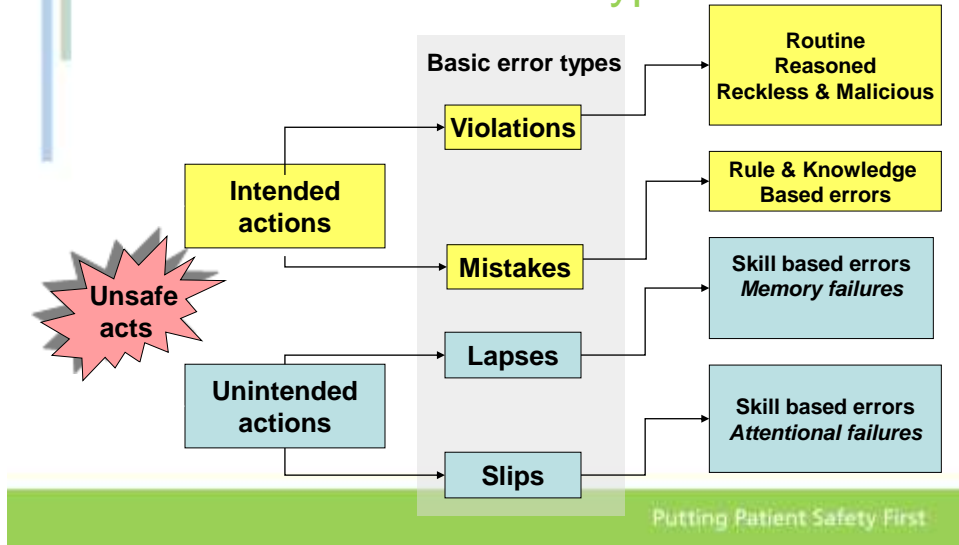 Basic error types
Routine
Reasoned
Reckless & Malicious
Violations
Intended
actions
Rule & Knowledge
Based errors
Mistakes
Unsafe
acts
Skill based errors
Memory failures
Lapses
Unintended
actions
Skill based errors
Attentional failures
Slips
Putting Patient Safety First